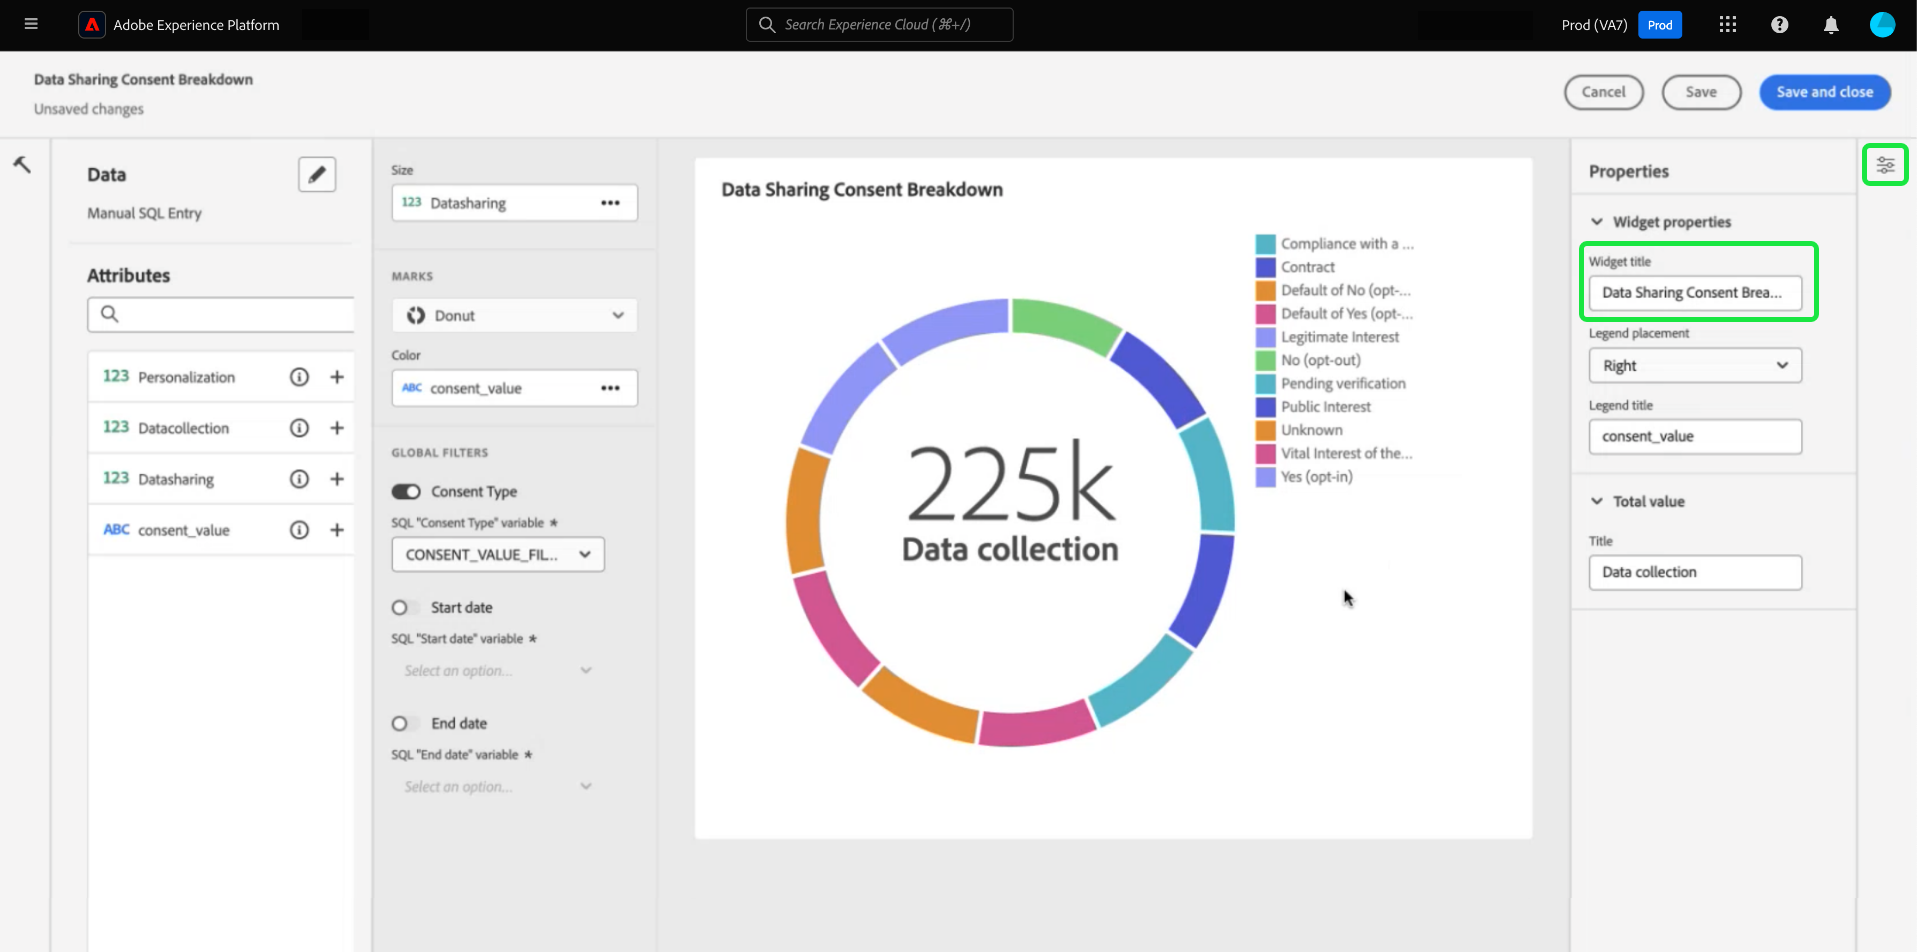 Adobe Experience Platform
Search Experience Cloud (⌘+/)
Prod (VA7)
Prod
Data Sharing Consent Breakdown
Unsaved changes
Cancel
Save
Save and close
Data
Manual SQL Entry
Attributes
123 Personalization
123 Datacollection
123 Datasharing
ABC consent_value
Size
123 Datasharing
MARKS
Donut
Color
ABC consent_value
GLOBAL FILTERS
Consent Type
SQL "Consent Type" variable *
CONSENT_VALUE_FIL...
Start date
SQL "Start date" variable *
Select an option...
End date
SQL "End date" variable *
Select an option...
Data Sharing Consent Breakdown
225k
Data collection
Compliance with a ...
Contract
Default of No (opt-...
Default of Yes (opt-...
Legitimate Interest
No (opt-out)
Pending verification
Public Interest
Unknown
Vital Interest of the...
Yes (opt-in)
Properties
Widget properties
Widget title
Data Sharing Consent Brea...
Legend placement
Right
Legend title
consent_value
Total value
Title
Data collection